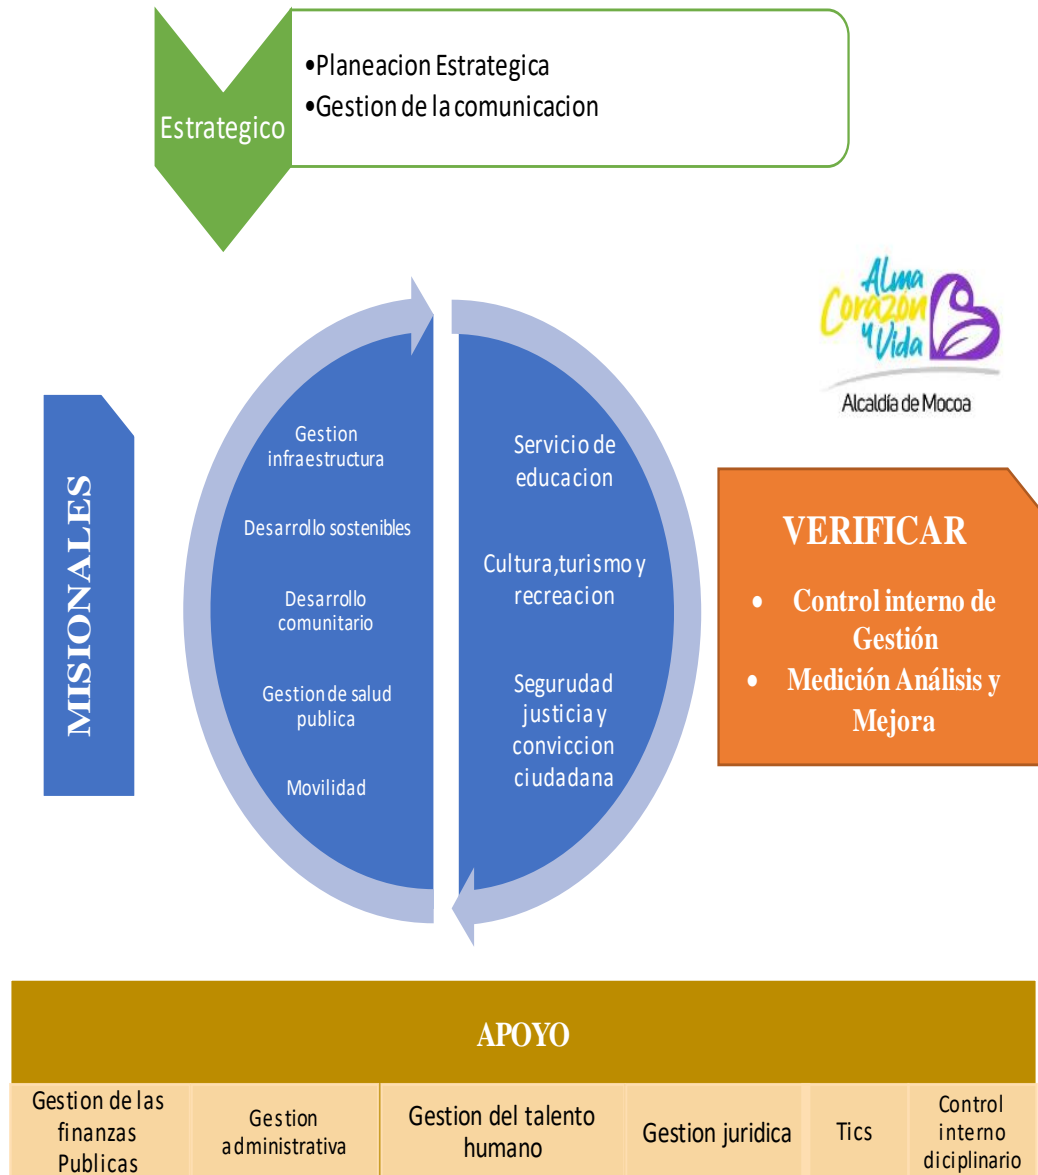 •Planeacion Estrategica
•Gestion de la comunicacion
Estrategico
Alma
Corazón
y
Vida
Alcaldía de Mocoa
MISIONALES
Gestion
infraestructura
Desarrollo sostenibles
Desarrollo
comunitario
Gestion de salud
publica
Movilidad
Servicio de
educacion
Cultura,turismo y
recreacion
Segurudad
justicia y
conviccion
ciudadana
VERIFICAR
• Control interno de
Gestión
• Medición Análisis y
Mejora
APOYO
Gestion de las
finanzas
Publicas
Gestion
administrativa
Gestion del talento
humano
Gestion juridica
Tics
Control
interno
diciplinario